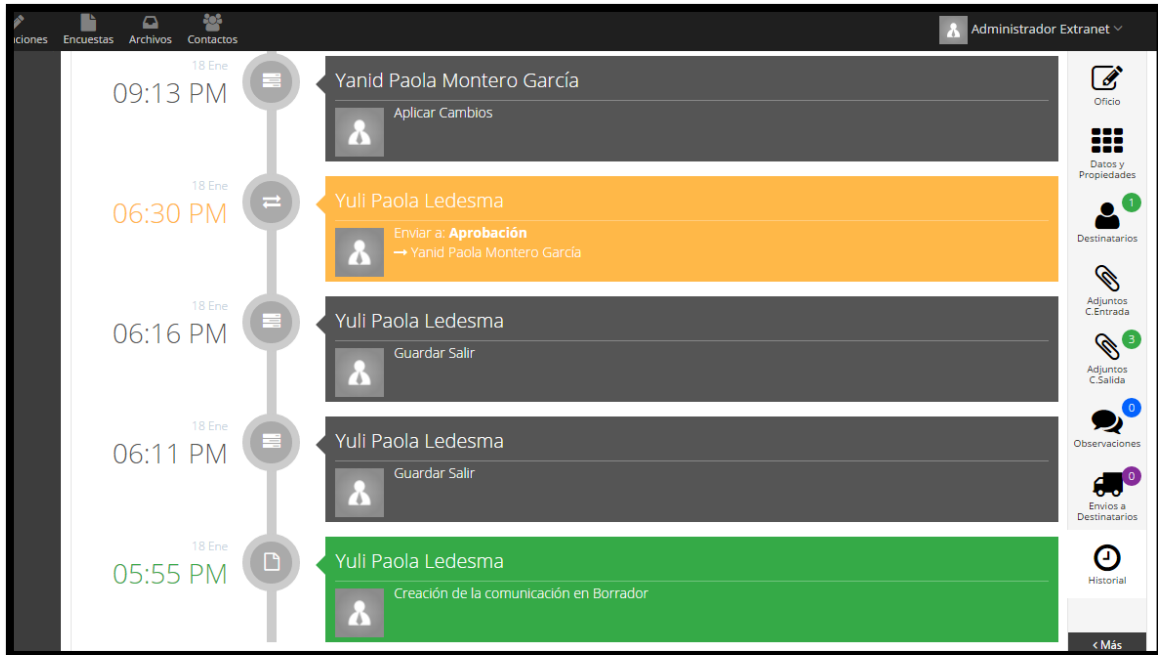 ciones
Encuestas
Archivos
Contactos
Administrador Extranet
18 Ene
09:13 PM
Yanid Paola Montero García
Aplicar Cambios
18 Ene
06:30 PM
Yuli Paola Ledesma
Enviar a: Aprobación
→ Yanid Paola Montero García
18 Ene
06:16 PM
Yuli Paola Ledesma
Guardar Salir
18 Ene
06:11 PM
Yuli Paola Ledesma
Guardar Salir
18 Ene
05:55 PM
Yuli Paola Ledesma
Creación de la comunicación en Borrador
Oficio
Datos y
Propiedades
1
Destinatarios
Adjuntos
C.Entrada
3
Adjuntos
C.Salida
0
Observaciones
0
Envios a
Destinatarios
Historial
< Más